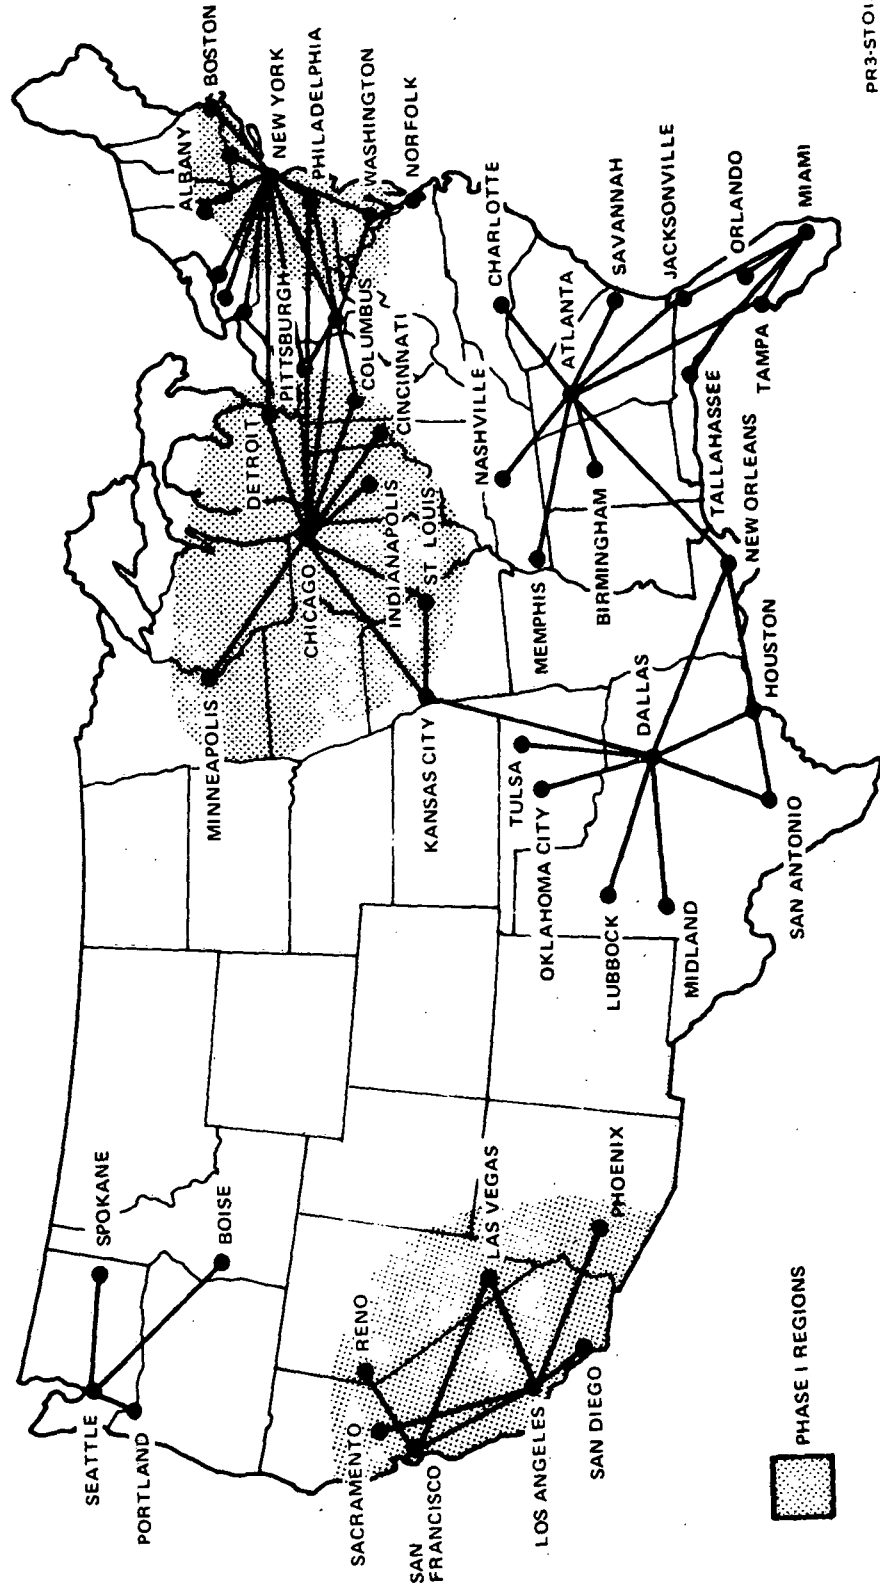 SEATTLE
PORTLAND
SPOKANE
BOISE
SACRAMENTO
SAN
FRANCISCO
RENO
LAS VEGAS
LOS ANGELES
SAN DIEGO
PHOENIX
MINNEAPOLIS
KANSAS CITY
TULSA
OKLAHOMA CITY
LUBBOCK
MIDLAND
DALLAS
SAN ANTONIO
HOUSTON
NEW ORLEANS
CHICAGO
DETROIT
INDIANAPOLIS
ST. LOUIS
CINCINNATI
COLUMBUS
PITTSBURGH
ALBANY
BOSTON
NEW YORK
PHILADELPHIA
WASHINGTON
NORFOLK
MEMPHIS
NASHVILLE
BIRMINGHAM
ATLANTA
CHARLOTTE
SAVANNAH
JACKSONVILLE
TALLAHASSEE
TAMPA
ORLANDO
MIAMI
PHASE I REGIONS